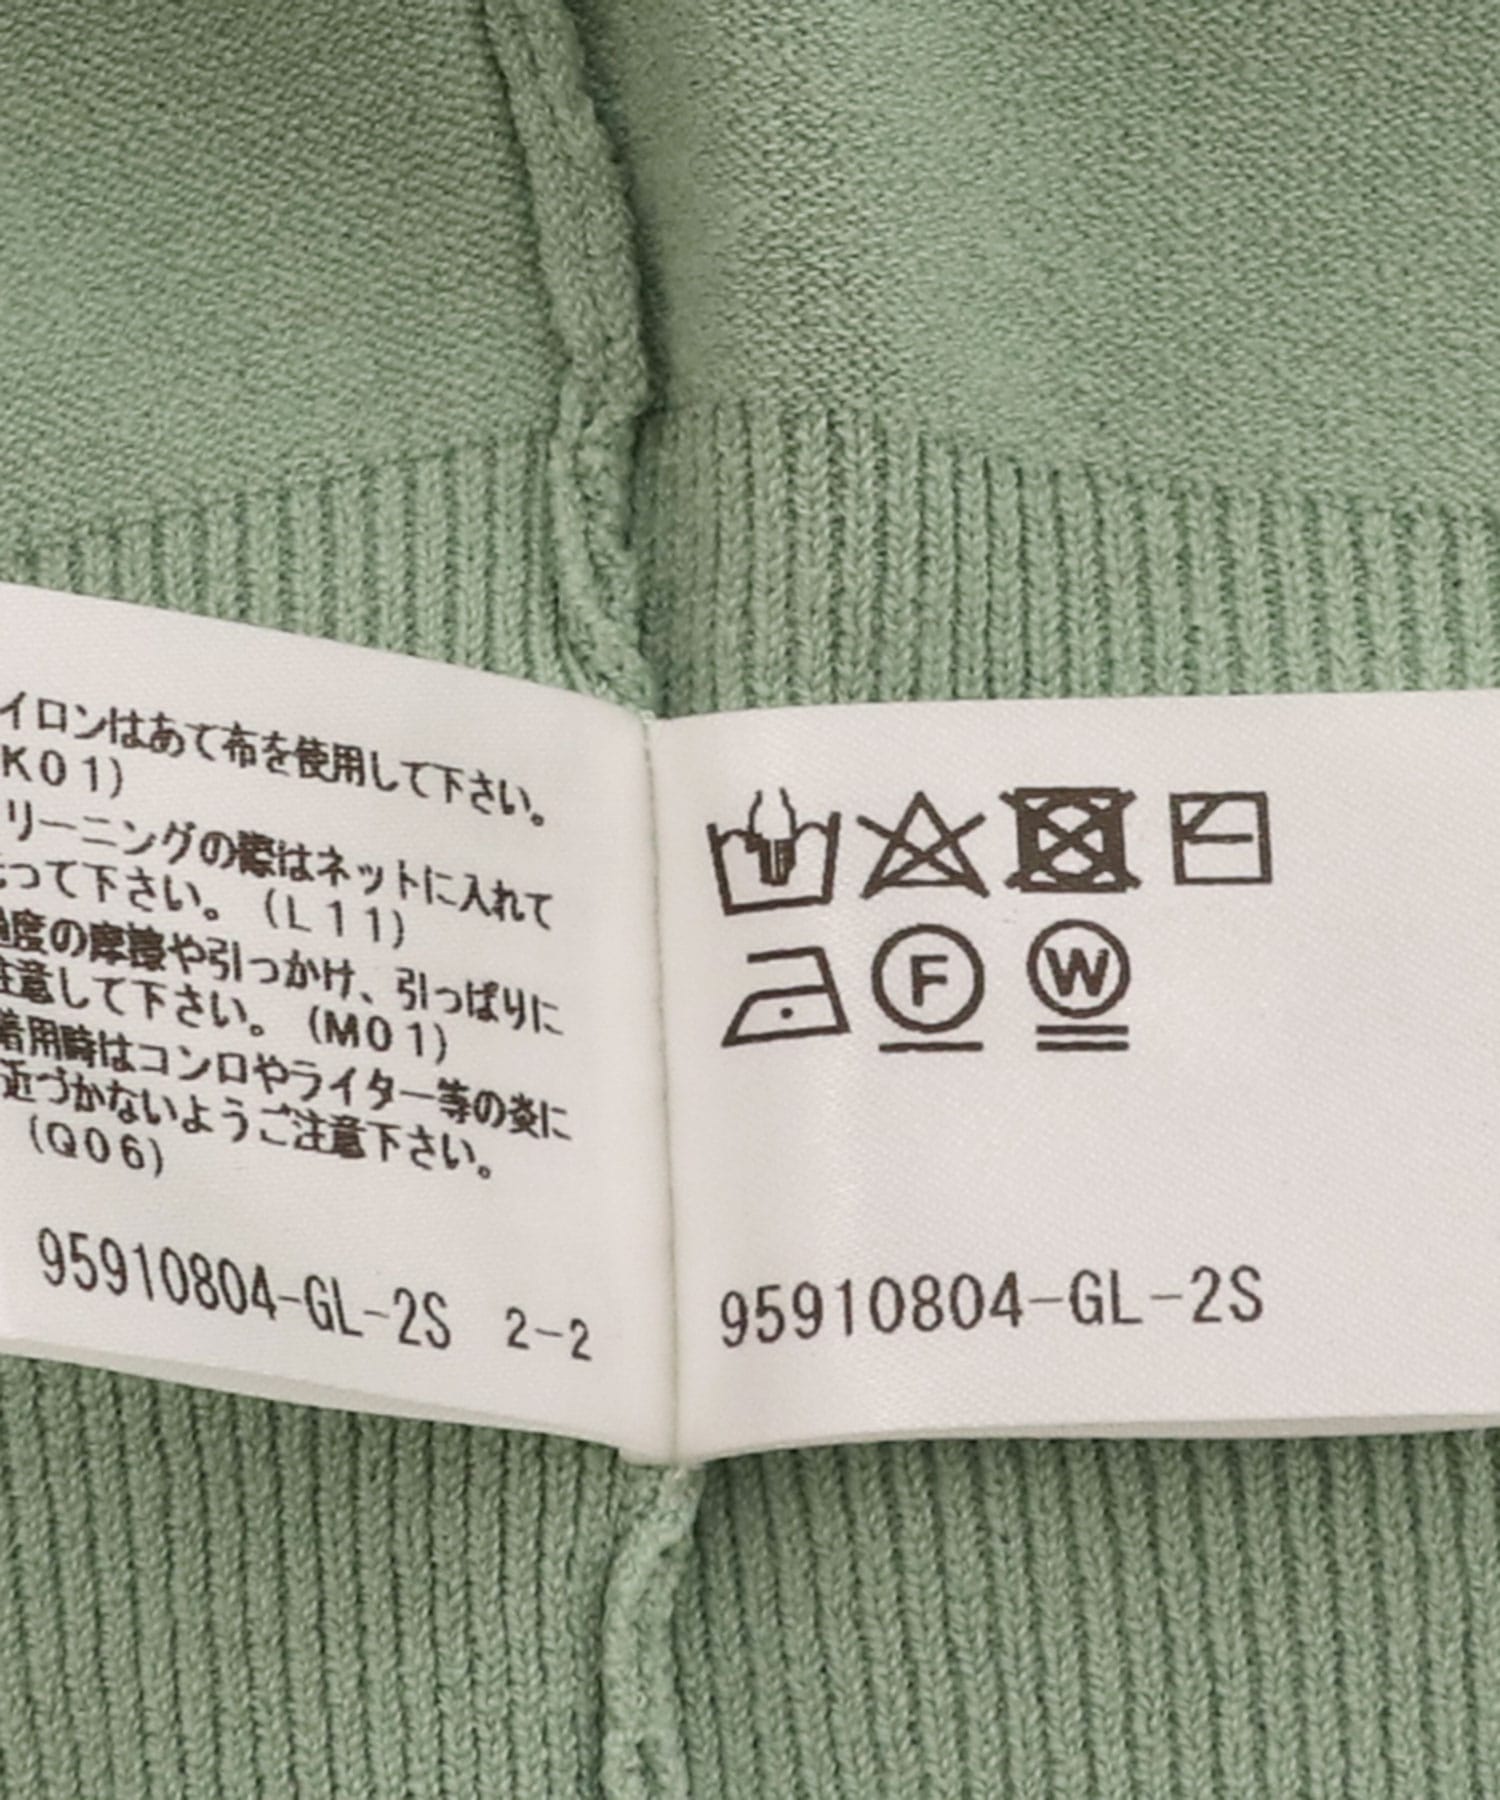 イロンはあて布を使用して下さい。
(K01)
リーニングの際はネットに入れて
って下さい。(L11)
過度の摩擦や引っかけ、引っぱりに
注意して下さい。(M01)
着用時はコンロやライター等の炎に
近づかないようご注意下さい。
(Q06)
95910804-GL-2S 2-2
F W
95910804-GL-2S